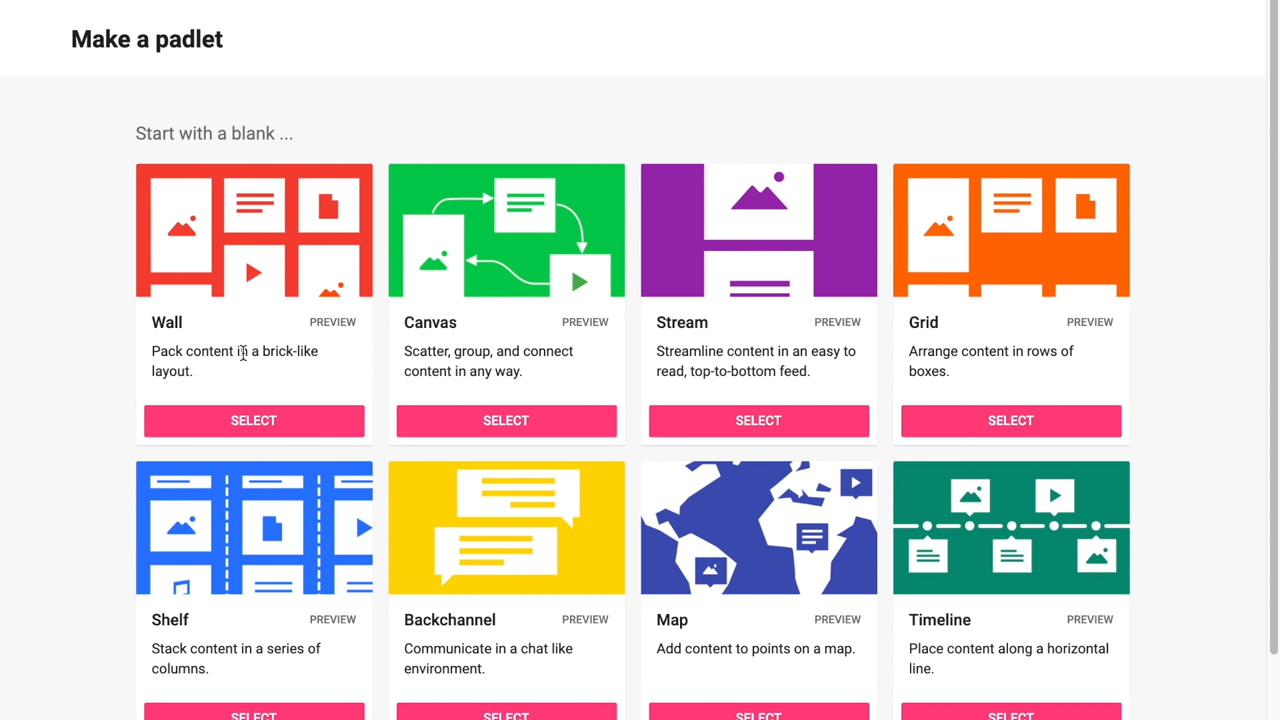 Make a padlet
Start with a blank ...
Wall PREVIEW
Pack content in a brick-like
layout.
SELECT
Canvas PREVIEW
Scatter, group, and connect
content in any way.
SELECT
Stream PREVIEW
Streamline content in an easy to
read, top-to-bottom feed.
SELECT
Grid PREVIEW
Arrange content in rows of
boxes.
SELECT
Shelf PREVIEW
Stack content in a series of
columns.
SELECT
Backchannel PREVIEW
Communicate in a chat like
environment.
SELECT
Map PREVIEW
Add content to points on a map.
SELECT
Timeline PREVIEW
Place content along a horizontal
line.
SELECT